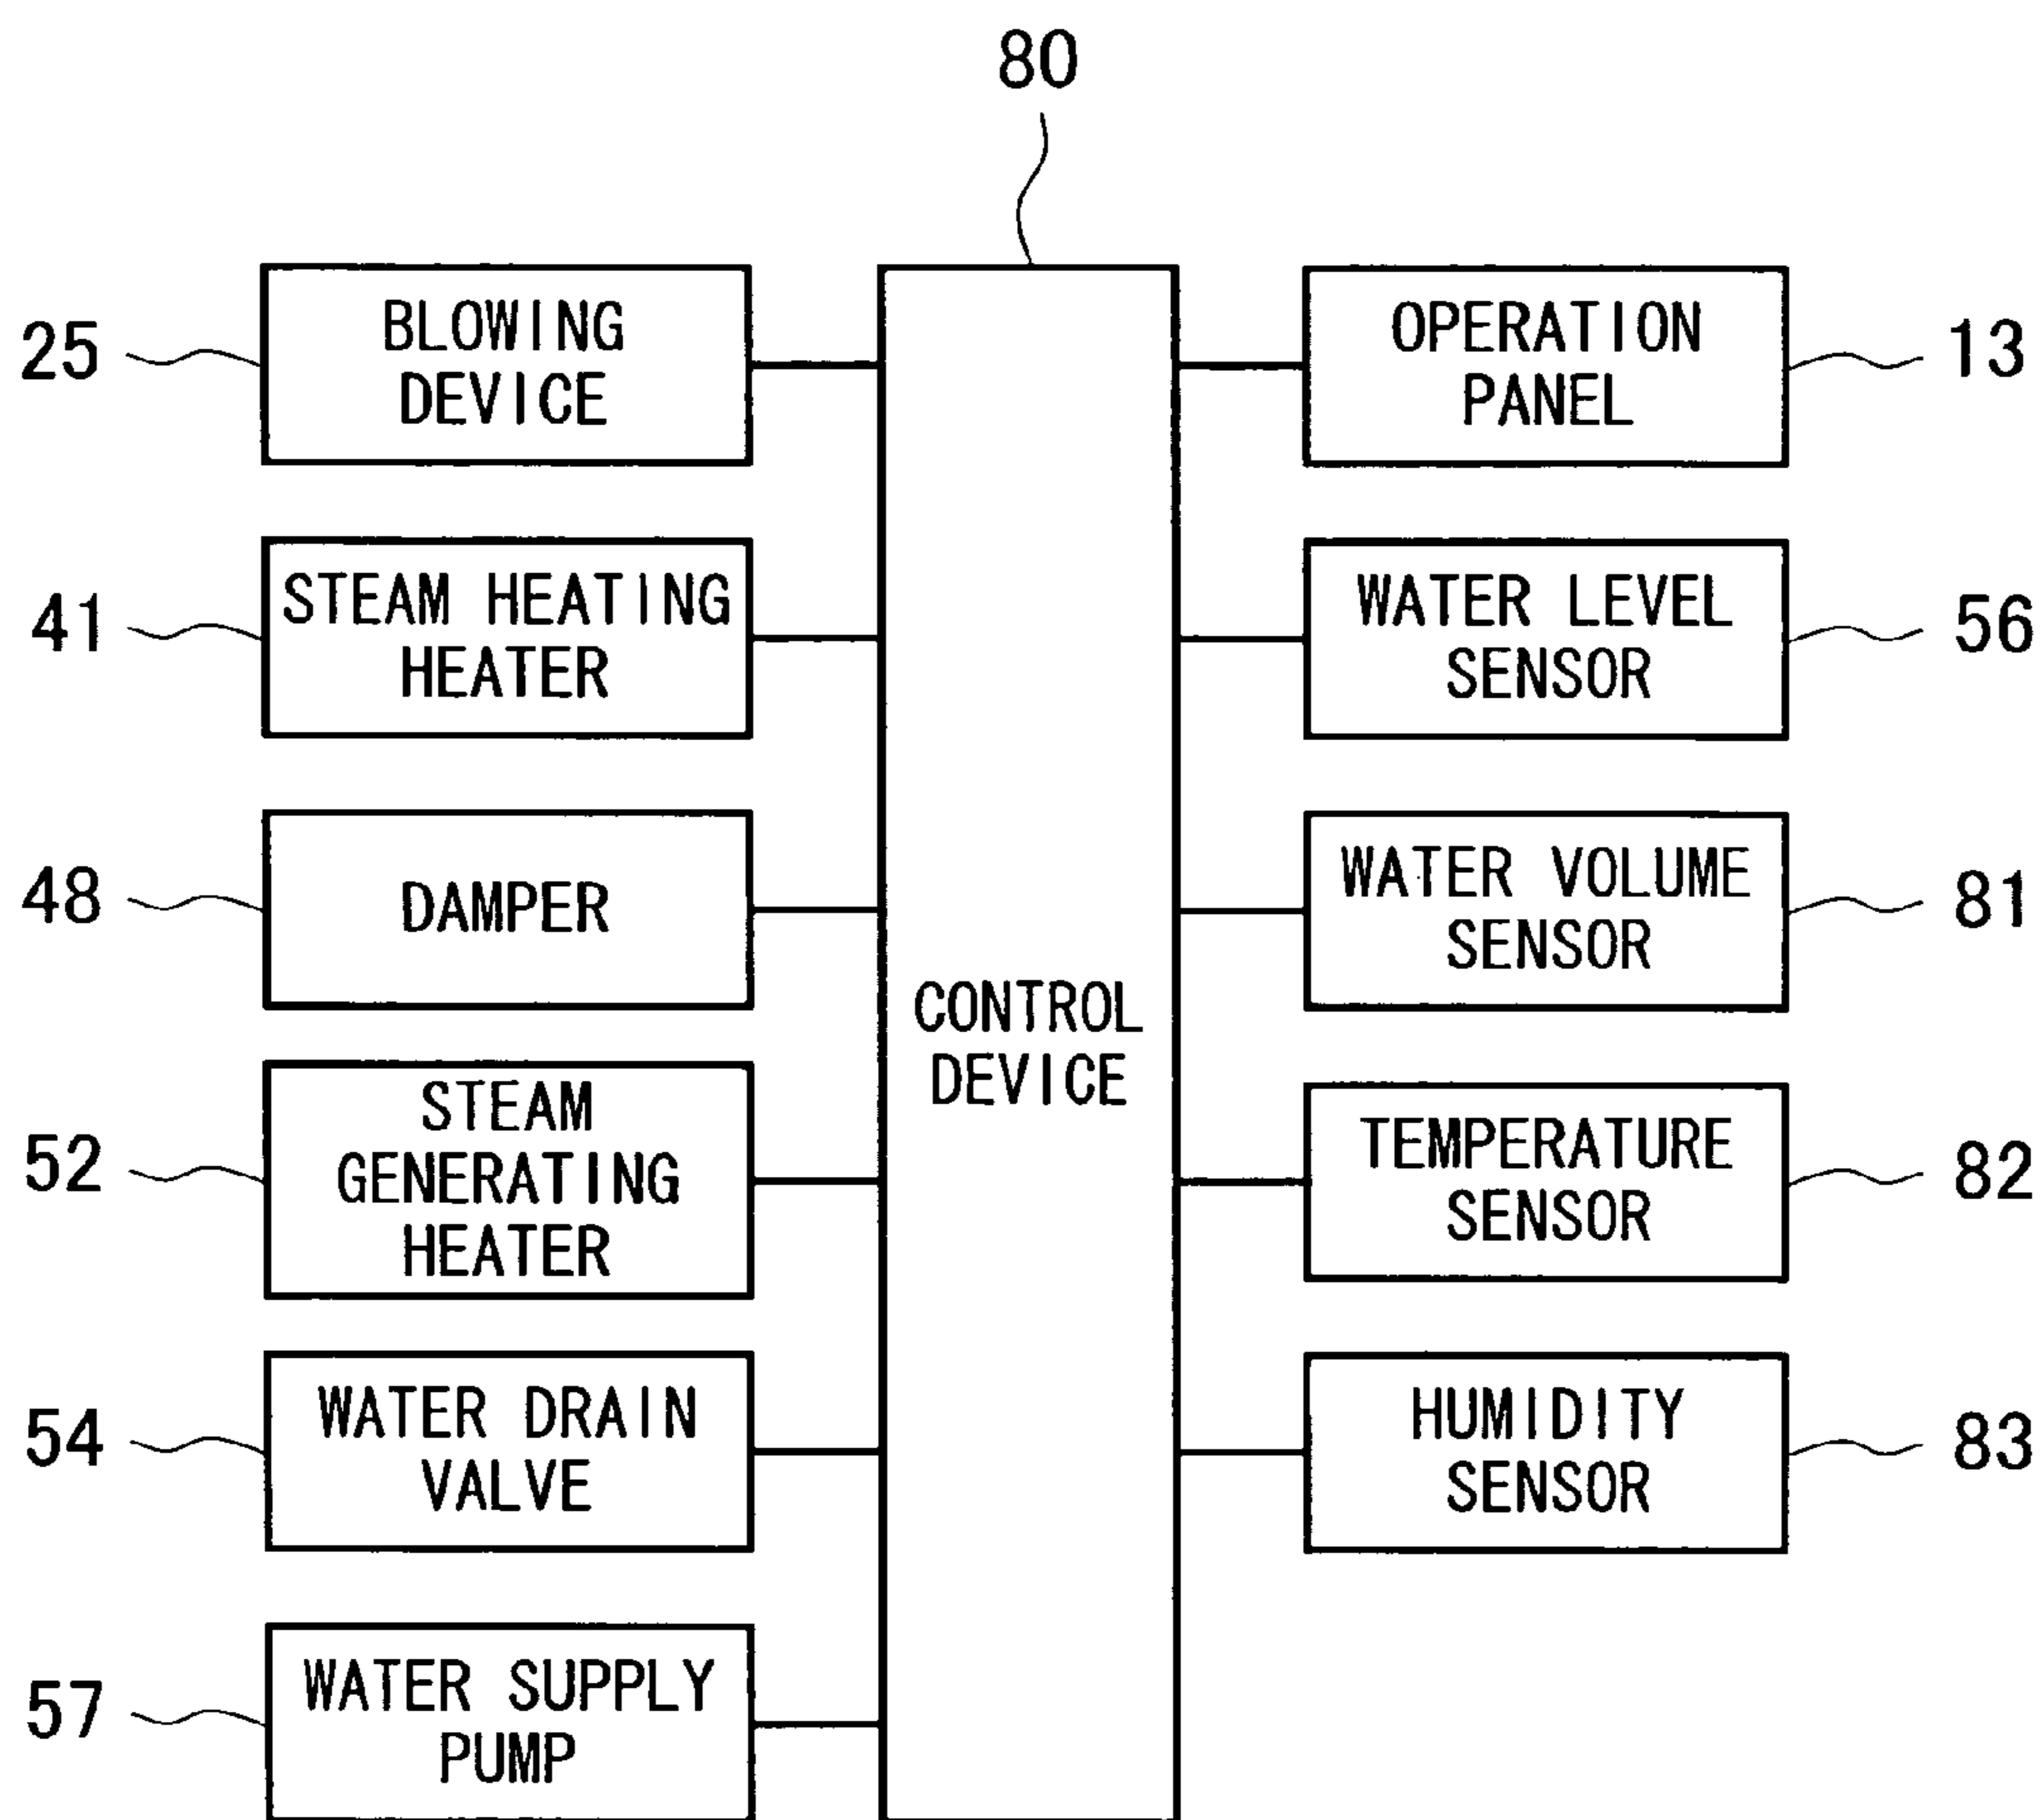 80
25
BLOWING
DEVICE
OPERATION
PANEL
13
41
STEAM HEATING
HEATER
WATER LEVEL
SENSOR
56
48
DAMPER
WATER VOLUME
SENSOR
81
CONTROL
DEVICE
52
STEAM
GENERATING
HEATER
TEMPERATURE
SENSOR
82
54
WATER DRAIN
VALVE
HUMIDITY
SENSOR
83
57
WATER SUPPLY
PUMP